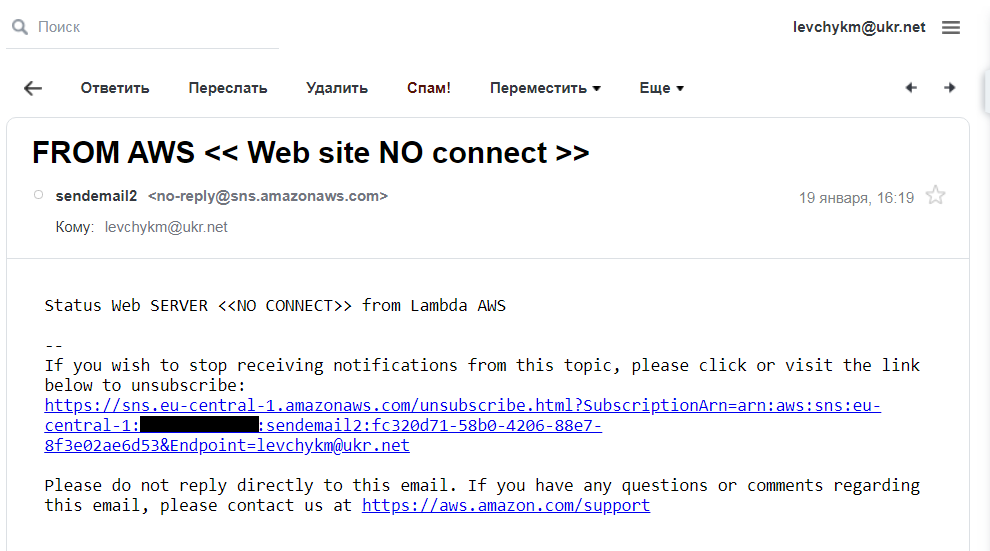 Поиск
levchykm@ukr.net
Ответить Переслать Удалить Спам! Переместить Еще
FROM AWS << Web site NO connect >>
sendemail2 <no-reply@sns.amazonaws.com>
19 января, 16:19
Кому: levchykm@ukr.net
Status Web SERVER <<NO CONNECT>> from Lambda AWS
--
If you wish to stop receiving notifications from this topic, please click or visit the link
below to unsubscribe:
https://sns.eu-central-1.amazonaws.com/unsubscribe.html?SubscriptionArn=arn:aws:sns:eu-
central-1: :sendemail2:fc320d71-58b0-4206-88e7-
8f3e02ae6d53&Endpoint=levchykm@ukr.net
Please do not reply directly to this email. If you have any questions or comments regarding
this email, please contact us at https://aws.amazon.com/support